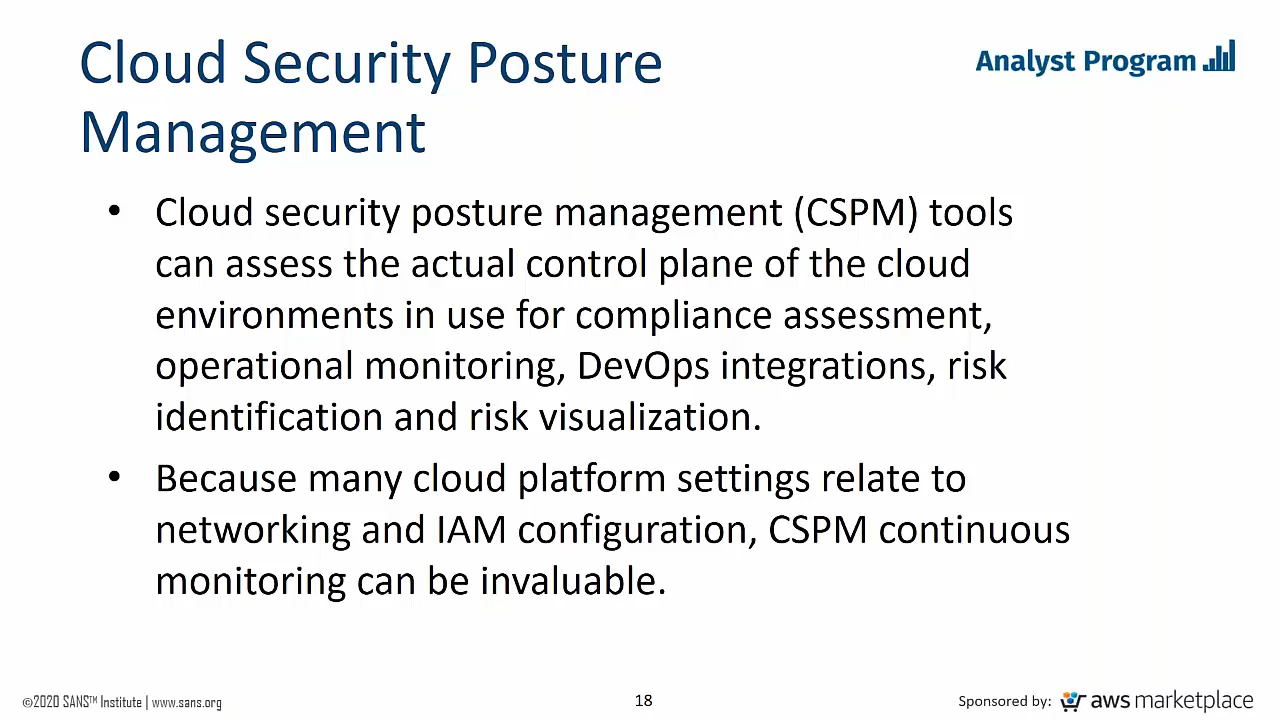 Cloud Security Posture
Management
Analyst Program
• Cloud security posture management (CSPM) tools
can assess the actual control plane of the cloud
environments in use for compliance assessment,
operational monitoring, DevOps integrations, risk
identification and risk visualization.
• Because many cloud platform settings relate to
networking and IAM configuration, CSPM continuous
monitoring can be invaluable.
©2020 SANS™ Institute | www.sans.org
18
Sponsored by: aws marketplace